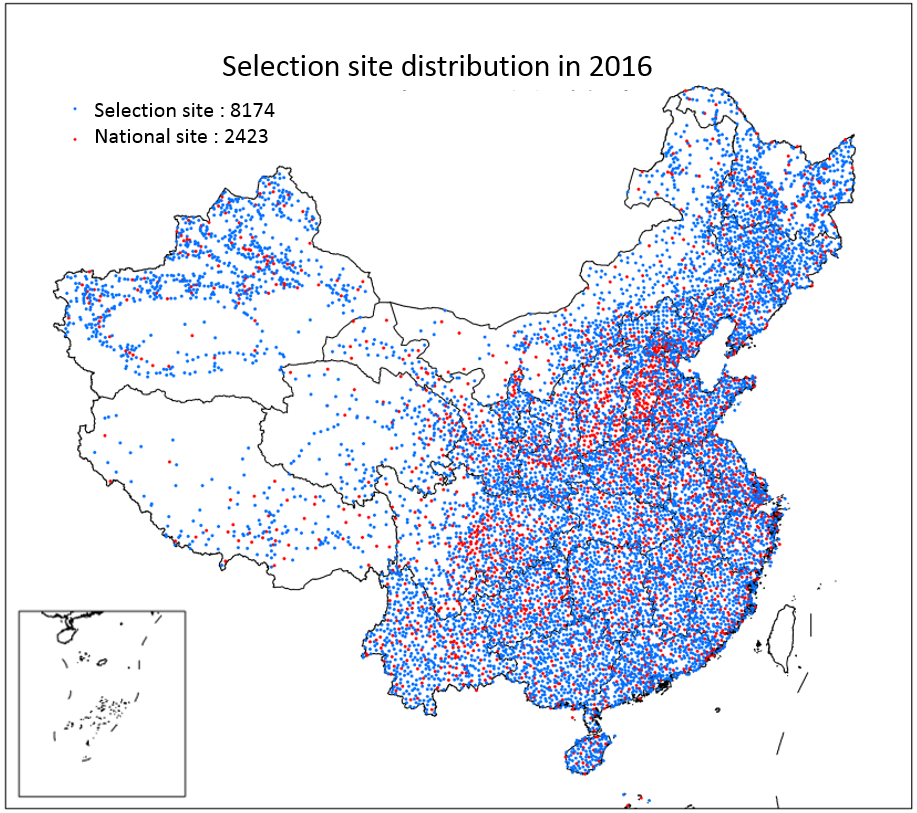 Selection site distribution in 2016
Selection site : 8174
National site : 2423